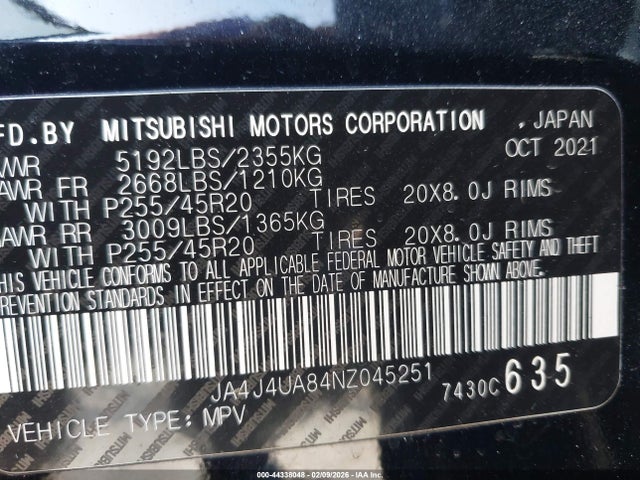 FD. BY MITSUBISHI MOTORS CORPORATION , JAPAN
WR 5192LBS/2355KG OCT 2021
AWR FR 2668LBS/1210KG
WITH P255/45R20 TIRES 20X8.0J RIMS
AWR RR 3009LBS/1365KG
WITH P255/45R20 TIRES 20X8.0J RIMS
THIS VEHICLE CONFORMS TO ALL APPLICABLE FEDERAL MOTOR VEHICLE SAFETY AND THEFT
PREVENTION STANDARDS IN EFFECT ON THE DATE OF MANUFACTURE SHOWN ABOVE.
JA4J4UA84NZ045251 7430C 635
VEHICLE TYPE: MPV
000-44338048 - 02/09/2026 - IAA Inc.